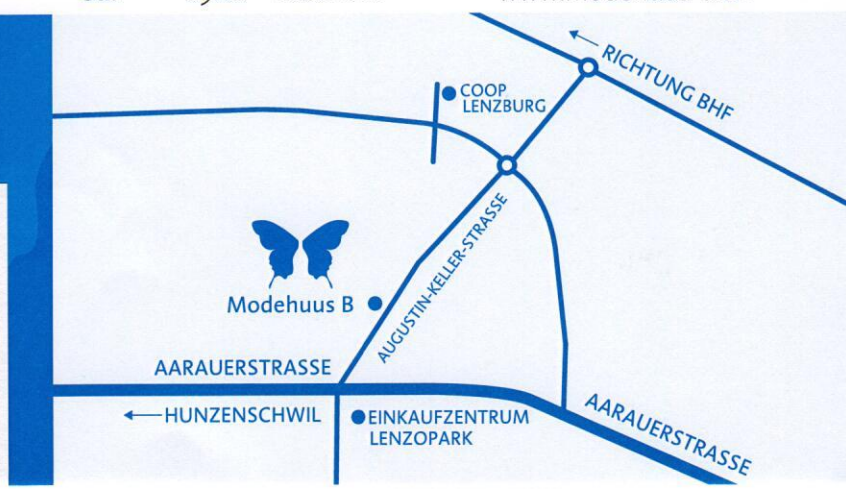 RICHTUNG BHF
COOP
LENZBURG
AUGUSTIN-KELLER-STRASSE
Modehuus B
AARAUERSTRASSE
HUNZENSCHWIL
EINKAUFZENTRUM
LENZOPARK
AARAUERSTRASSE